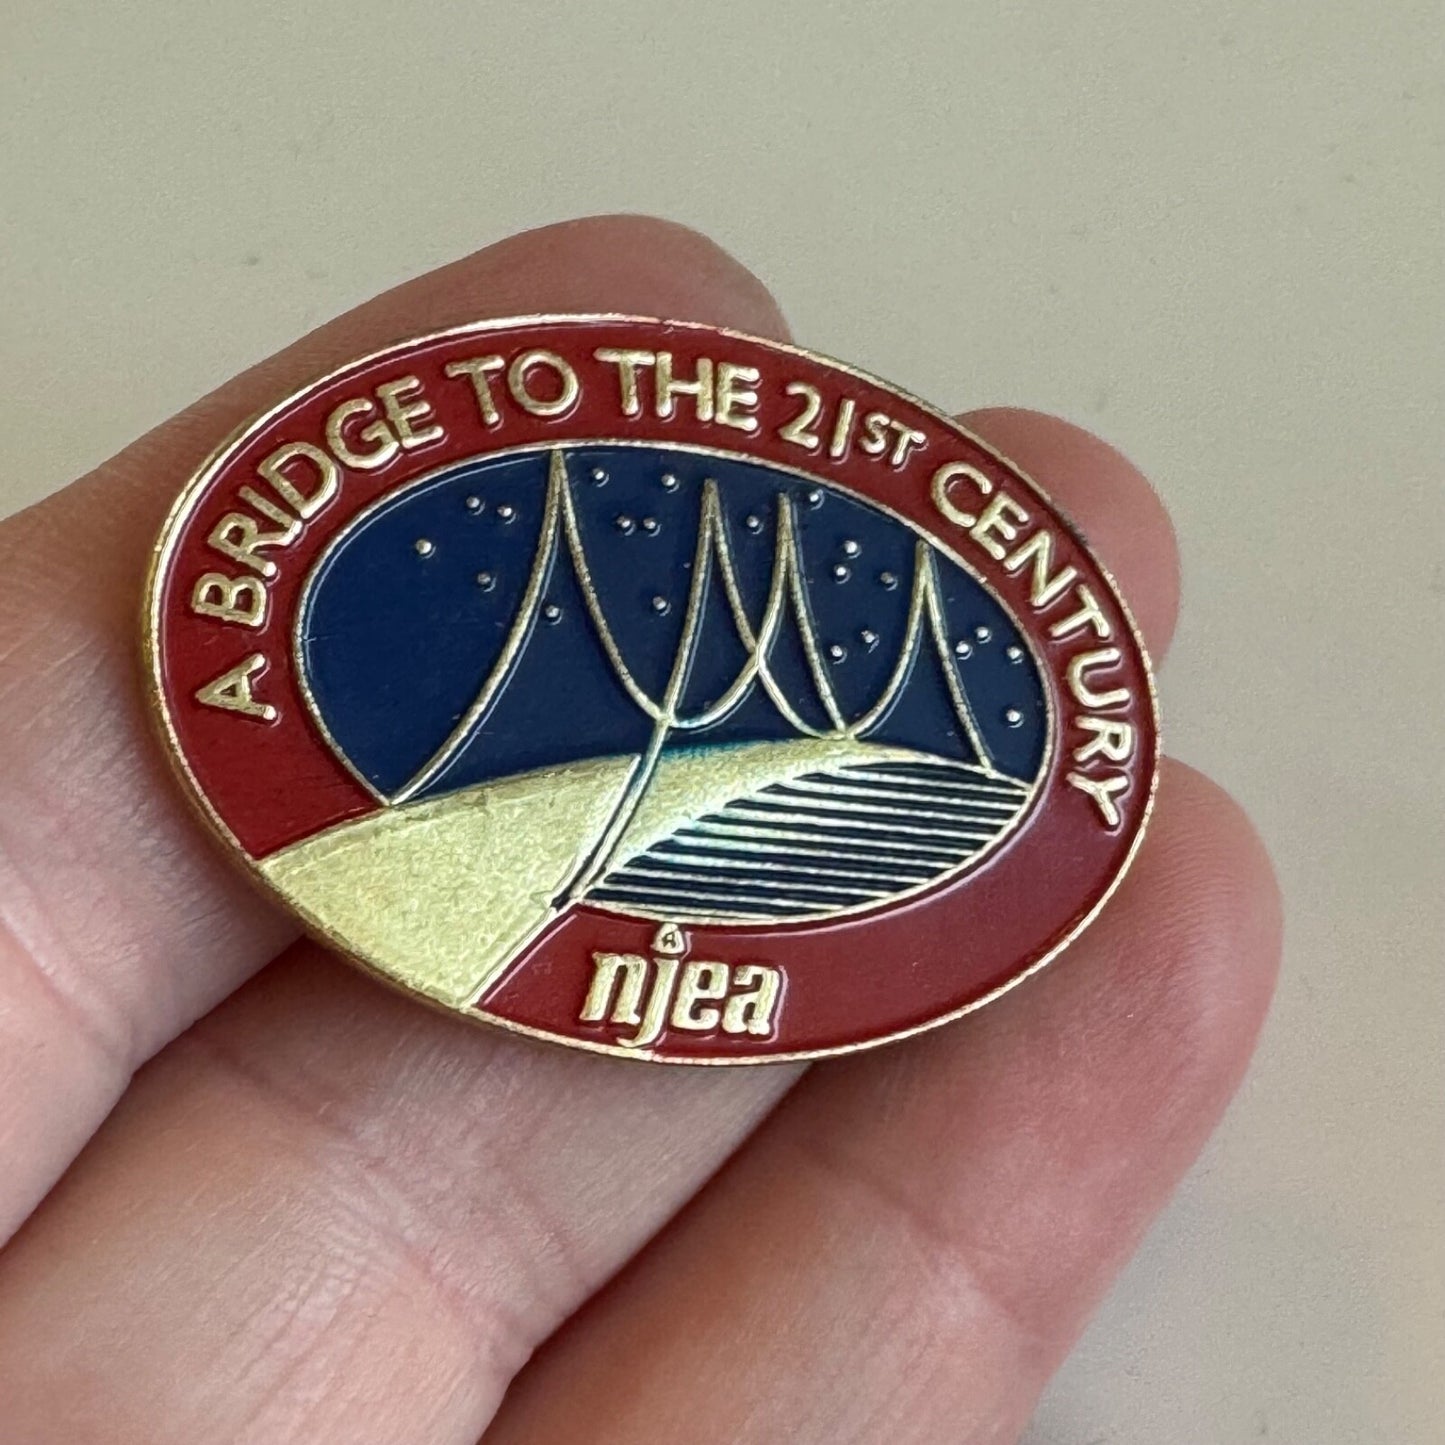 A BRIDGE TO THE 21ST CENTURY
njea